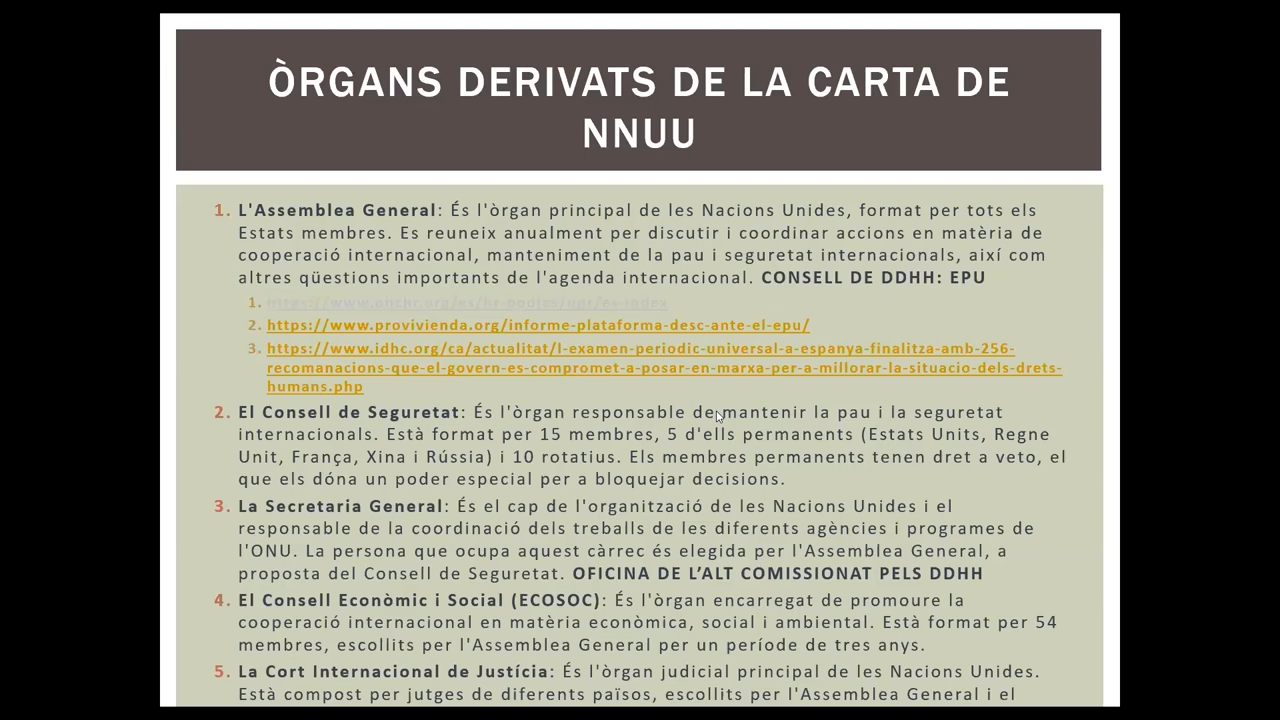 ÒRGANS DERIVATS DE LA CARTA DE
NNUU
1. L'Assemblea General: És l'òrgan principal de les Nacions Unides, format per tots els
Estats membres. Es reuneix anualment per discutir i coordinar accions en matèria de
cooperació internacional, manteniment de la pau i seguretat internacionals, així com
altres qüestions importants de l'agenda internacional. CONSELL DE DDHH: EPU
1. https://www.ohchr.org/es/hr-bodies/upr/es-index
2. https://www.provivienda.org/informe-plataforma-desc-ante-el-epu/
3. https://www.idhc.org/ca/actualitat/l-examen-periodic-universal-a-espanya-finalitza-amb-256-
recomanacions-que-el-govern-es-compromet-a-posar-en-marxa-per-a-millorar-la-situacio-dels-drets-
humans.php
2. El Consell de Seguretat: És l'òrgan responsable de mantenir la pau i la seguretat
internacionals. Està format per 15 membres, 5 d'ells permanents (Estats Units, Regne
Unit, França, Xina i Rússia) i 10 rotatius. Els membres permanents tenen dret a veto, el
que els dóna un poder especial per a bloquejar decisions.
3. La Secretaria General: És el cap de l'organització de les Nacions Unides i el
responsable de la coordinació dels treballs de les diferents agències i programes de
l'ONU. La persona que ocupa aquest càrrec és elegida per l'Assemblea General, a
proposta del Consell de Seguretat. OFICINA DE L’ALT COMISSIONAT PELS DDHH
4. El Consell Econòmic i Social (ECOSOC): És l'òrgan encarregat de promoure la
cooperació internacional en matèria econòmica, social i ambiental. Està format per 54
membres, escollits per l'Assemblea General per un període de tres anys.
5. La Cort Internacional de Justícia: És l'òrgan judicial principal de les Nacions Unides.
Està compost per jutges de diferents països, escollits per l'Assemblea General i el